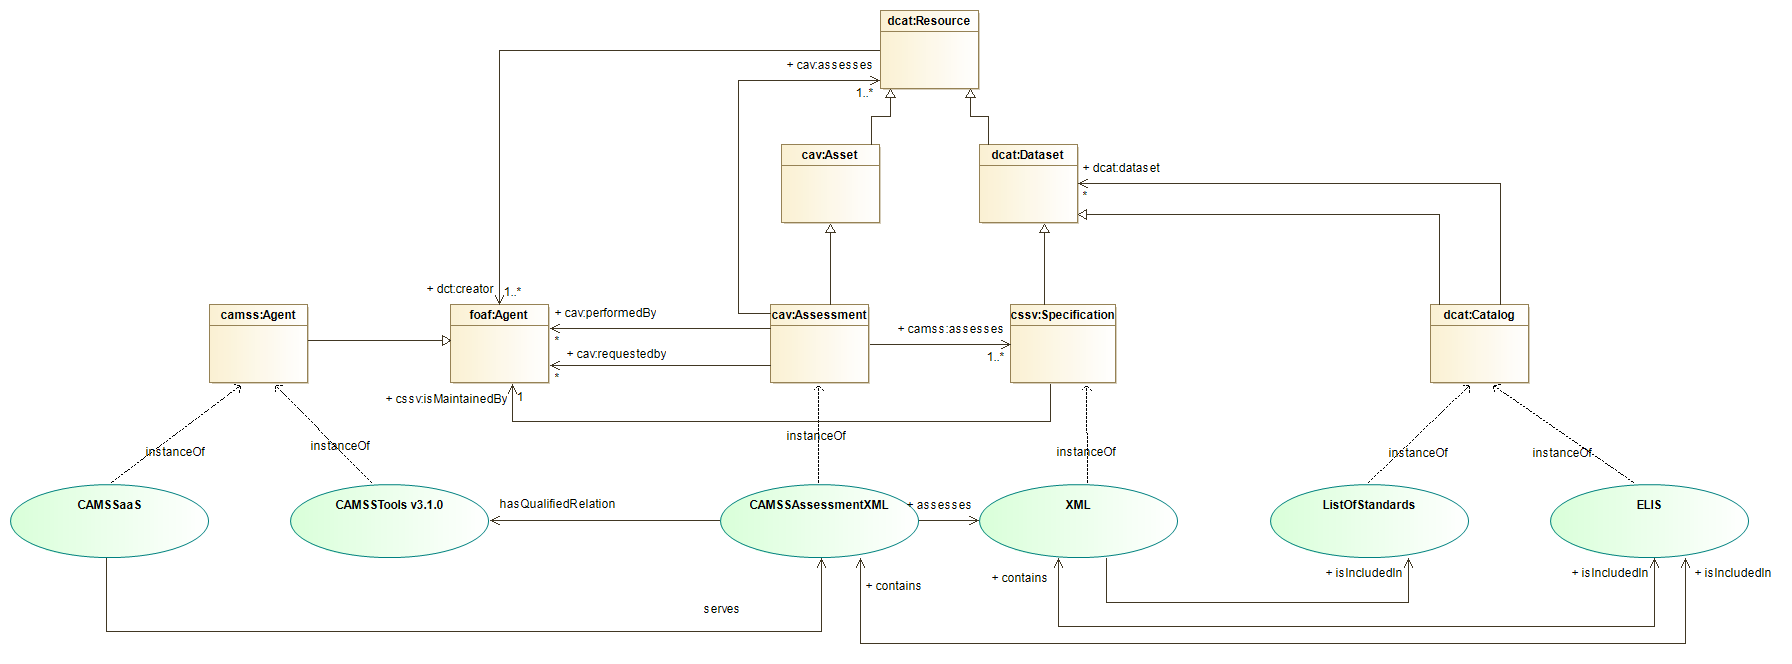 dcat:Resource
+ cav:assesses
1..*
cav:Asset
dcat:Dataset
+ dcat:dataset
*
+ dct:creator
1..*
camss:Agent
foaf:Agent
+ cav:performedBy
*
+ cav:requestedby
*
cav:Assessment
+ camss:assesses
1..*
cssv:Specification
dcat:Catalog
+ cssv:isMaintainedBy
1
instanceOf
instanceOf
instanceOf
instanceOf
instanceOf
instanceOf
CAMSSaaS
CAMSSTools v3.1.0
hasQualifiedRelation
CAMSSAssessmentXML
+ assesses
XML
ListOfStandards
ELIS
+ contains
+ contains
+ isIncludedIn
+ isIncludedIn
+ isIncludedIn
serves